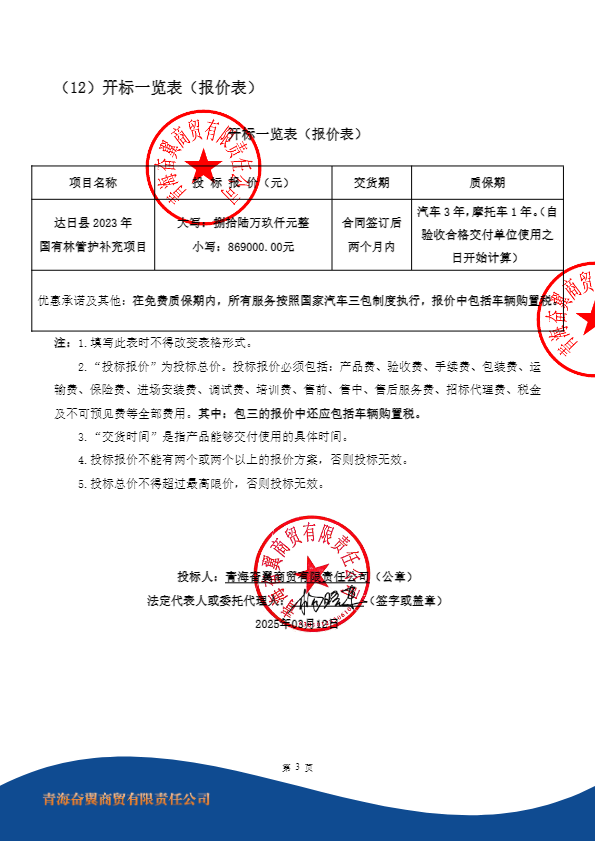 （12）开标一览表（报价表）
开标一览表（报价表）
项目名称 投 标 报 价（元） 交货期 质保期
达日县 2023 年
国有林管护补充项目
大写：捌拾陆万玖仟元整
小写：869000.00元
合同签订后
两个月内
汽车 3 年，摩托车 1 年。（自
验收合格交付单位使用之
日开始计算）
优惠承诺及其他：在免费质保期内，所有服务按照国家汽车三包制度执行，报价中包括车辆购置税。
注：1.填写此表时不得改变表格形式。
2.“投标报价”为投标总价。投标报价必须包括：产品费、验收费、手续费、包装费、运
输费、保险费、进场安装费、调试费、培训费、售前、售中、售后服务费、招标代理费、税金
及不可预见费等全部费用。其中：包三的报价中还应包括车辆购置税。
3.“交货时间”是指产品能够交付使用的具体时间。
4.投标报价不能有两个或两个以上的报价方案，否则投标无效。
5.投标总价不得超过最高限价，否则投标无效。
青海奋翼商贸有限责任公司
投标人：青海奋翼商贸有限责任公司（公章）
法定代表人或委托代理人：（签字或盖章）
2025年03月12日
第 3 页
青海奋翼商贸有限责任公司